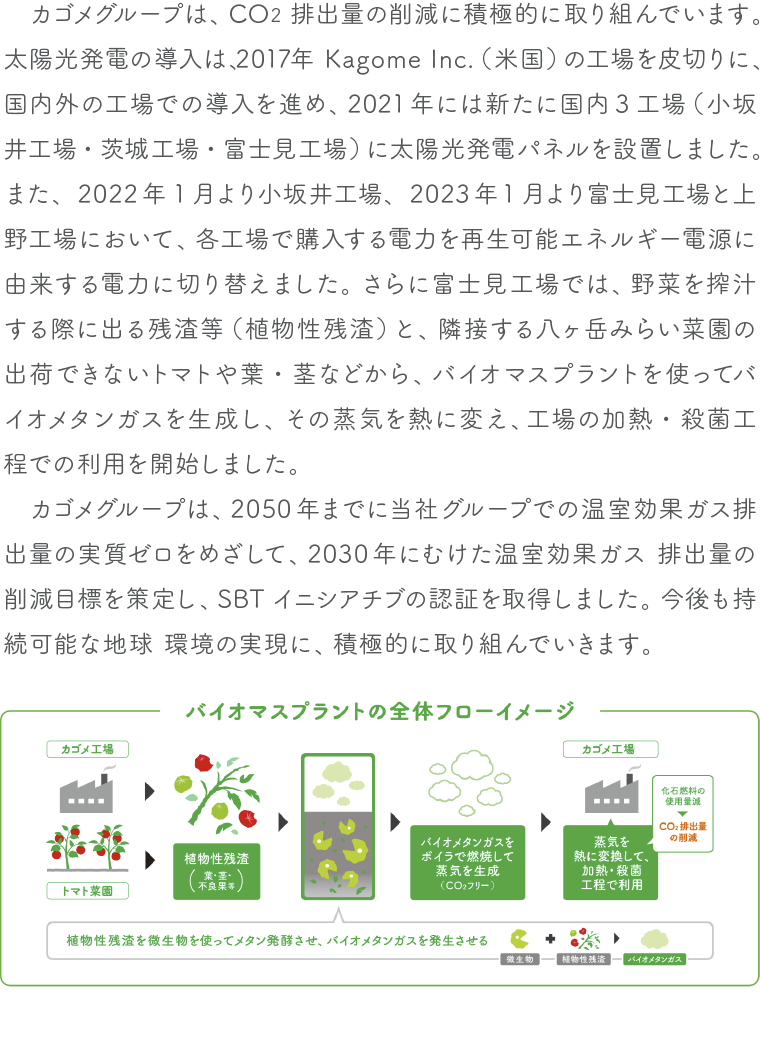 カゴメグループは、CO2 排出量の削減に積極的に取り組んでいます。
太陽光発電の導入は、2017年 Kagome Inc.（米国）の工場を皮切りに、
国内外の工場での導入を進め、2021年には新たに国内3工場（小坂
井工場・茨城工場・富士見工場）に太陽光発電パネルを設置しました。
また、2022年1月より小坂井工場、2023年1月より富士見工場と上
野工場において、各工場で購入する電力を再生可能エネルギー電源に
由来する電力に切り替えました。さらに富士見工場では、野菜を搾汁
する際に出る残渣等（植物性残渣）と、隣接する八ヶ岳みらい菜園の
出荷できないトマトや葉・茎などから、バイオマスプラントを使ってバ
イオメタンガスを生成し、その蒸気を熱に変え、工場の加熱・殺菌工
程での利用を開始しました。
カゴメグループは、2050年までに当社グループでの温室効果ガス排
出量の実質ゼロをめざして、2030年にむけた温室効果ガス 排出量の
削減目標を策定し、SBT イニシアチブの認証を取得しました。今後も持
続可能な地球 環境の実現に、積極的に取り組んでいきます。
バイオマスプラントの全体フローイメージ
カゴメ工場
トマト菜園
植物性残渣
（葉・茎・
不良果等）
バイオメタンガスを
ボイラで燃焼して
蒸気を生成
（CO2フリー）
カゴメ工場
蒸気を
熱に変換して、
加熱・殺菌
工程で利用
化石燃料の
使用量減
CO2排出量
の削減
植物性残渣を微生物を使ってメタン発酵させ、バイオメタンガスを発生させる
微生物
植物性残渣
バイオメタンガス